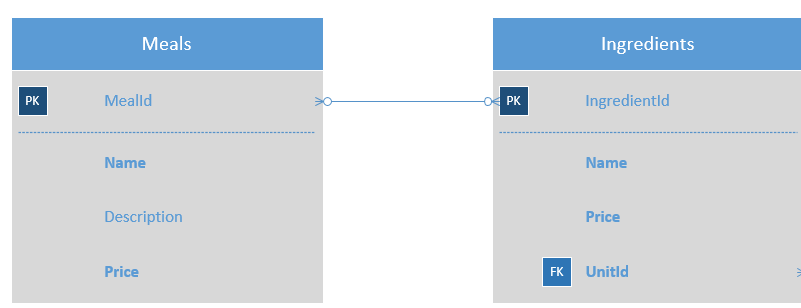 Meals
PK MealId
Name
Description
Price
Ingredients
PK IngredientId
Name
Price
FK UnitId